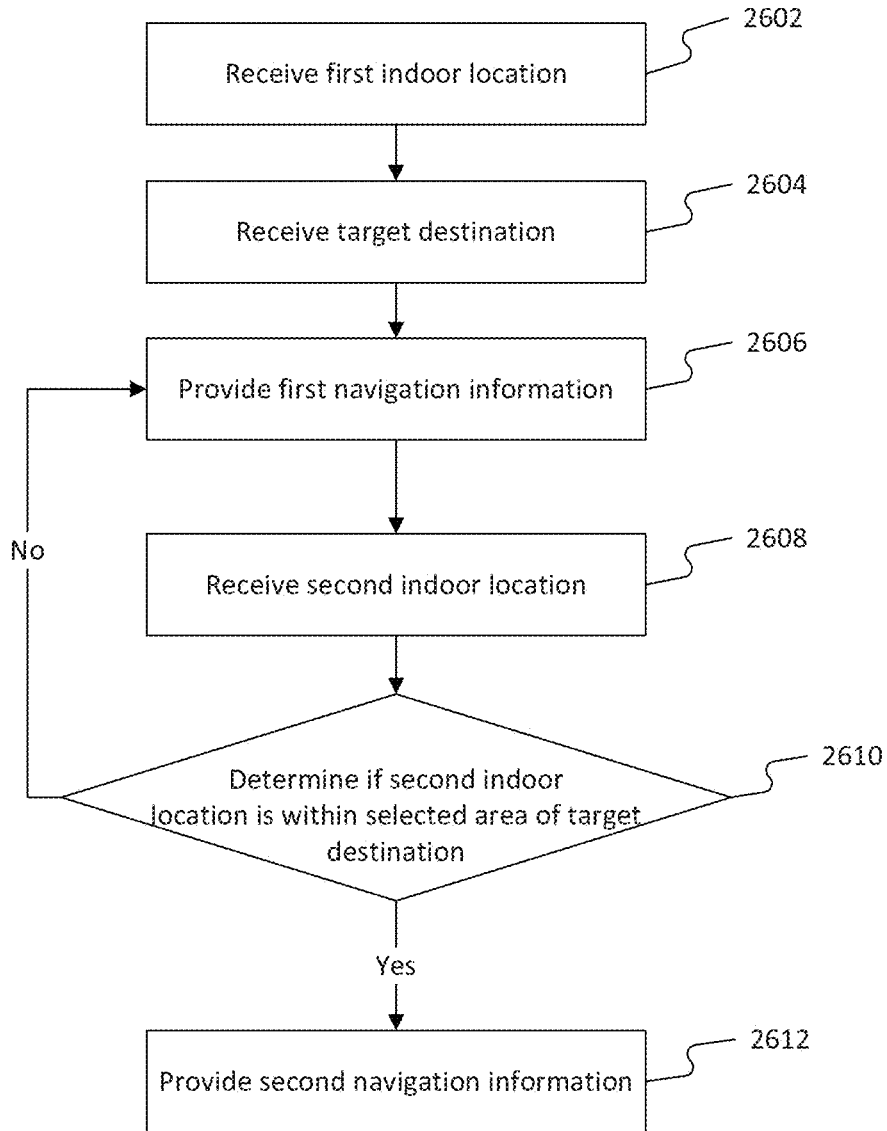 2602
Receive first indoor location
2604
Receive target destination
2606
Provide first navigation information
No
2608
Receive second indoor location
2610
Determine if second indoor
location is within selected area of target
destination
Yes
2612
Provide second navigation information